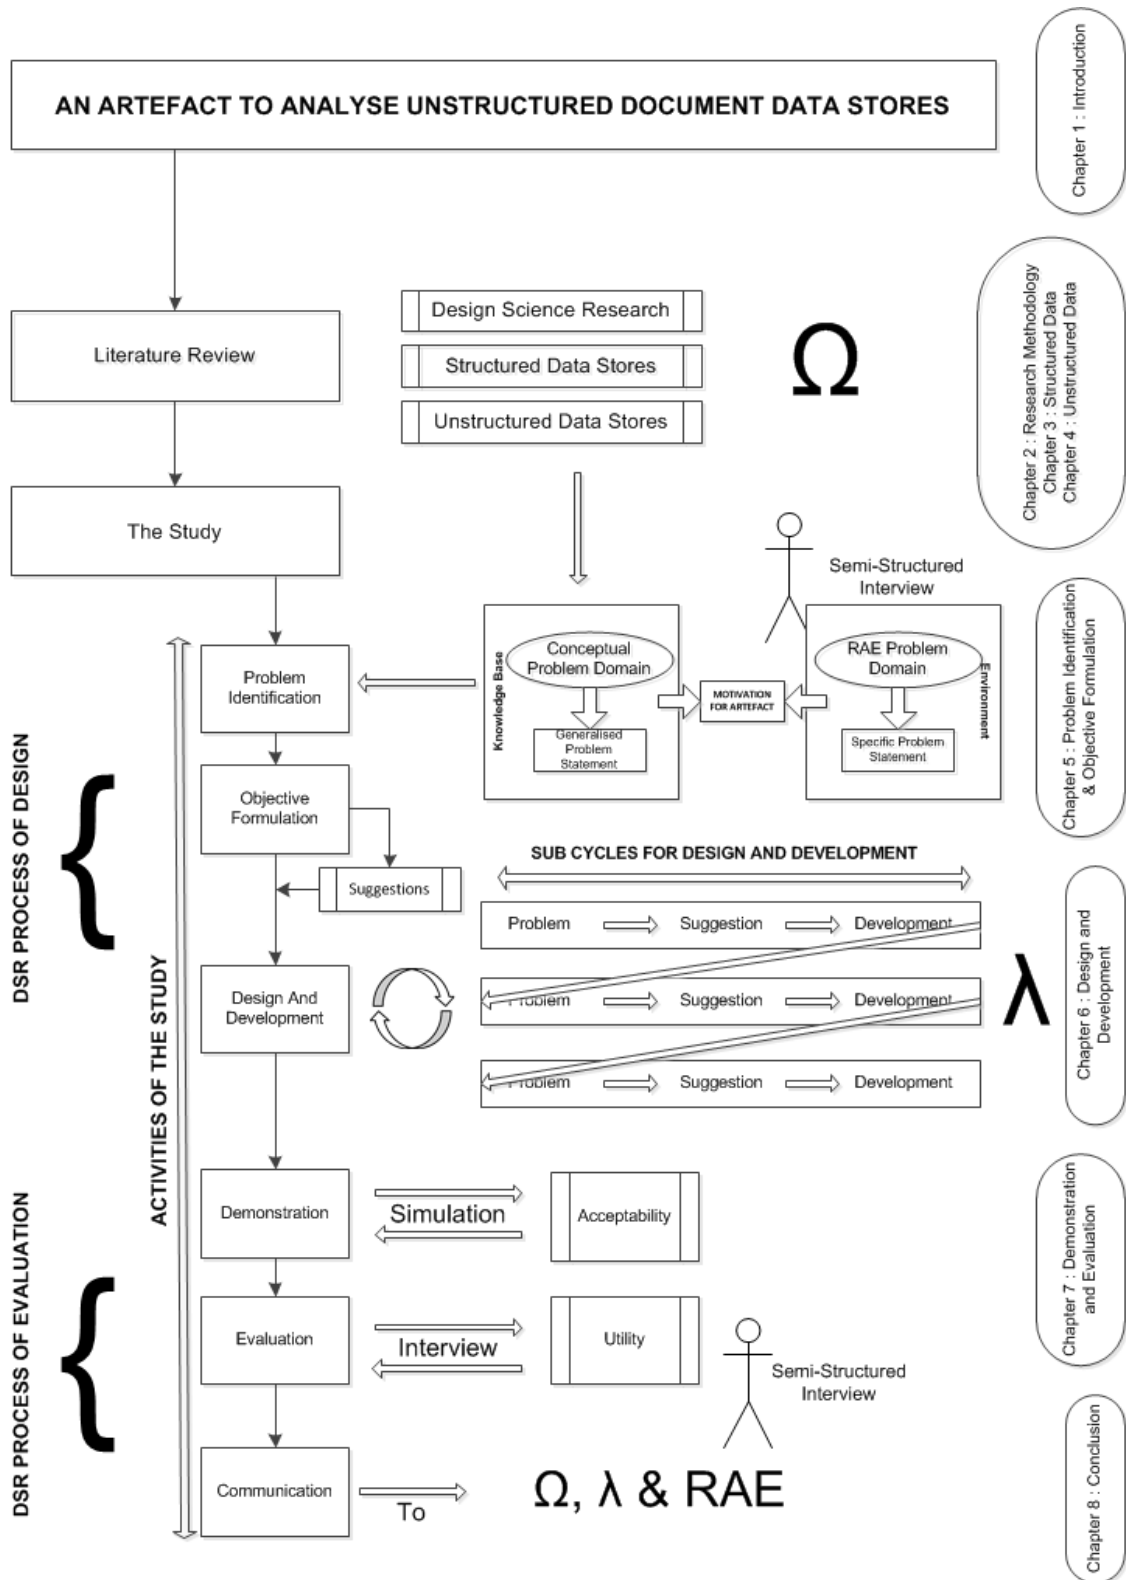 Chapter 1 : Introduction
AN ARTEFACT TO ANALYSE UNSTRUCTURED DOCUMENT DATA STORES
Literature Review
Design Science Research
Structured Data Stores
Unstructured Data Stores
Ω
Chapter 2 : Research Methodology
Chapter 3 : Structured Data
Chapter 4 : Unstructured Data
The Study
Semi-Structured
Interview
Problem
Identification
Knowledge Base
Conceptual
Problem Domain
Generalised
Problem
Statement
MOTIVATION
FOR ARTEFACT
RAE Problem
Domain
Specific Problem
Statement
Environment
Chapter 5 : Problem Identification
& Objective Formulation
DSR PROCESS OF DESIGN
{
Objective
Formulation
Suggestions
SUB CYCLES FOR DESIGN AND DEVELOPMENT
Problem Suggestion Development
Problem Suggestion Development
Problem Suggestion Development
λ
Chapter 6 : Design and
Development
Design And
Development
ACTIVITIES OF THE STUDY
Demonstration
Simulation
Acceptability
Chapter 7 : Demonstration
and Evaluation
DSR PROCESS OF EVALUATION
{
Evaluation
Interview
Utility
Semi-Structured
Interview
Communication
To
Ω, λ & RAE
Chapter 8 : Conclusion